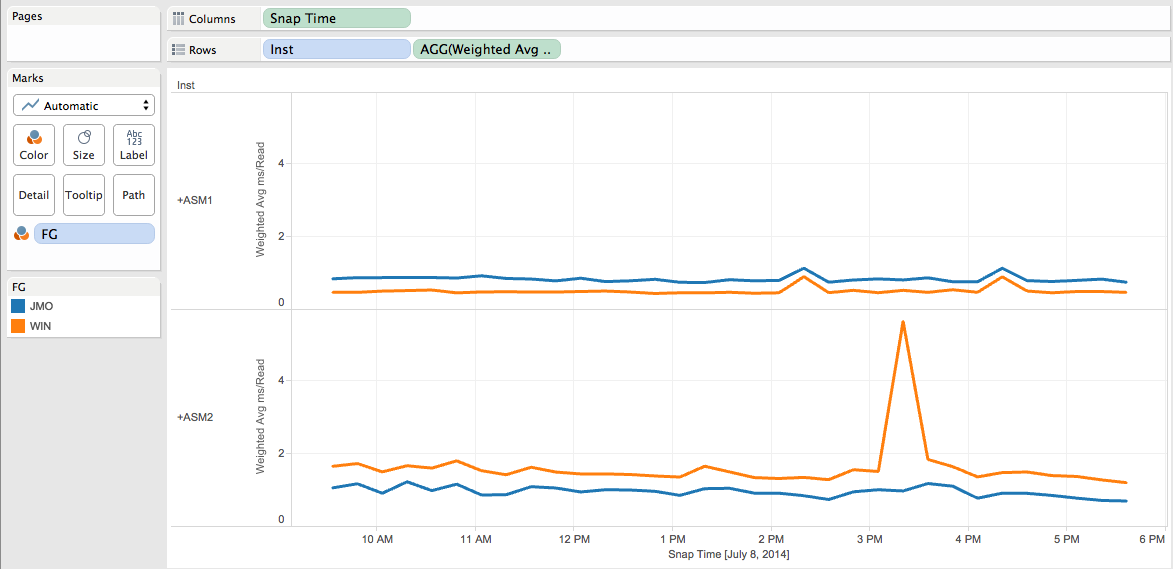 Pages
Columns
Snap Time
Rows
Inst
AGG(Weighted Avg ..
Marks
Automatic
Color
Size
Abc
123
Label
Detail
Tooltip
Path
FG
FG
JMO
WIN
Inst
+ASM1
Weighted Avg ms/Read
4
2
0
+ASM2
Weighted Avg ms/Read
4
2
0
10 AM
11 AM
12 PM
1 PM
2 PM
3 PM
4 PM
5 PM
6 PM
Snap Time [July 8, 2014]